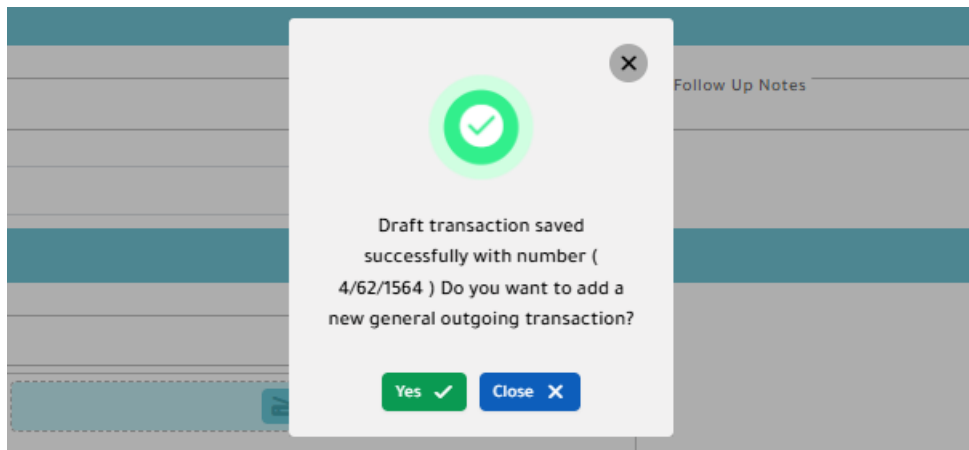 Follow Up Notes
Draft transaction saved
successfully with number (
4/62/1564 ) Do you want to add a
new general outgoing transaction?
Yes
Close